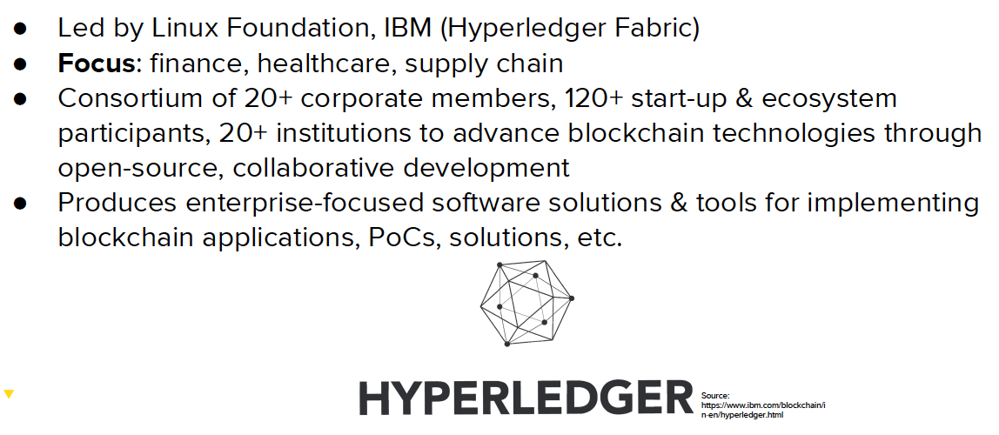 ● Led by Linux Foundation, IBM (Hyperledger Fabric)
● Focus: finance, healthcare, supply chain
● Consortium of 20+ corporate members, 120+ start-up & ecosystem
participants, 20+ institutions to advance blockchain technologies through
open-source, collaborative development
● Produces enterprise-focused software solutions & tools for implementing
blockchain applications, PoCs, solutions, etc.
HYPERLEDGER
Source:
https://www.ibm.com/blockchain/i
n-en/hyperledger.html